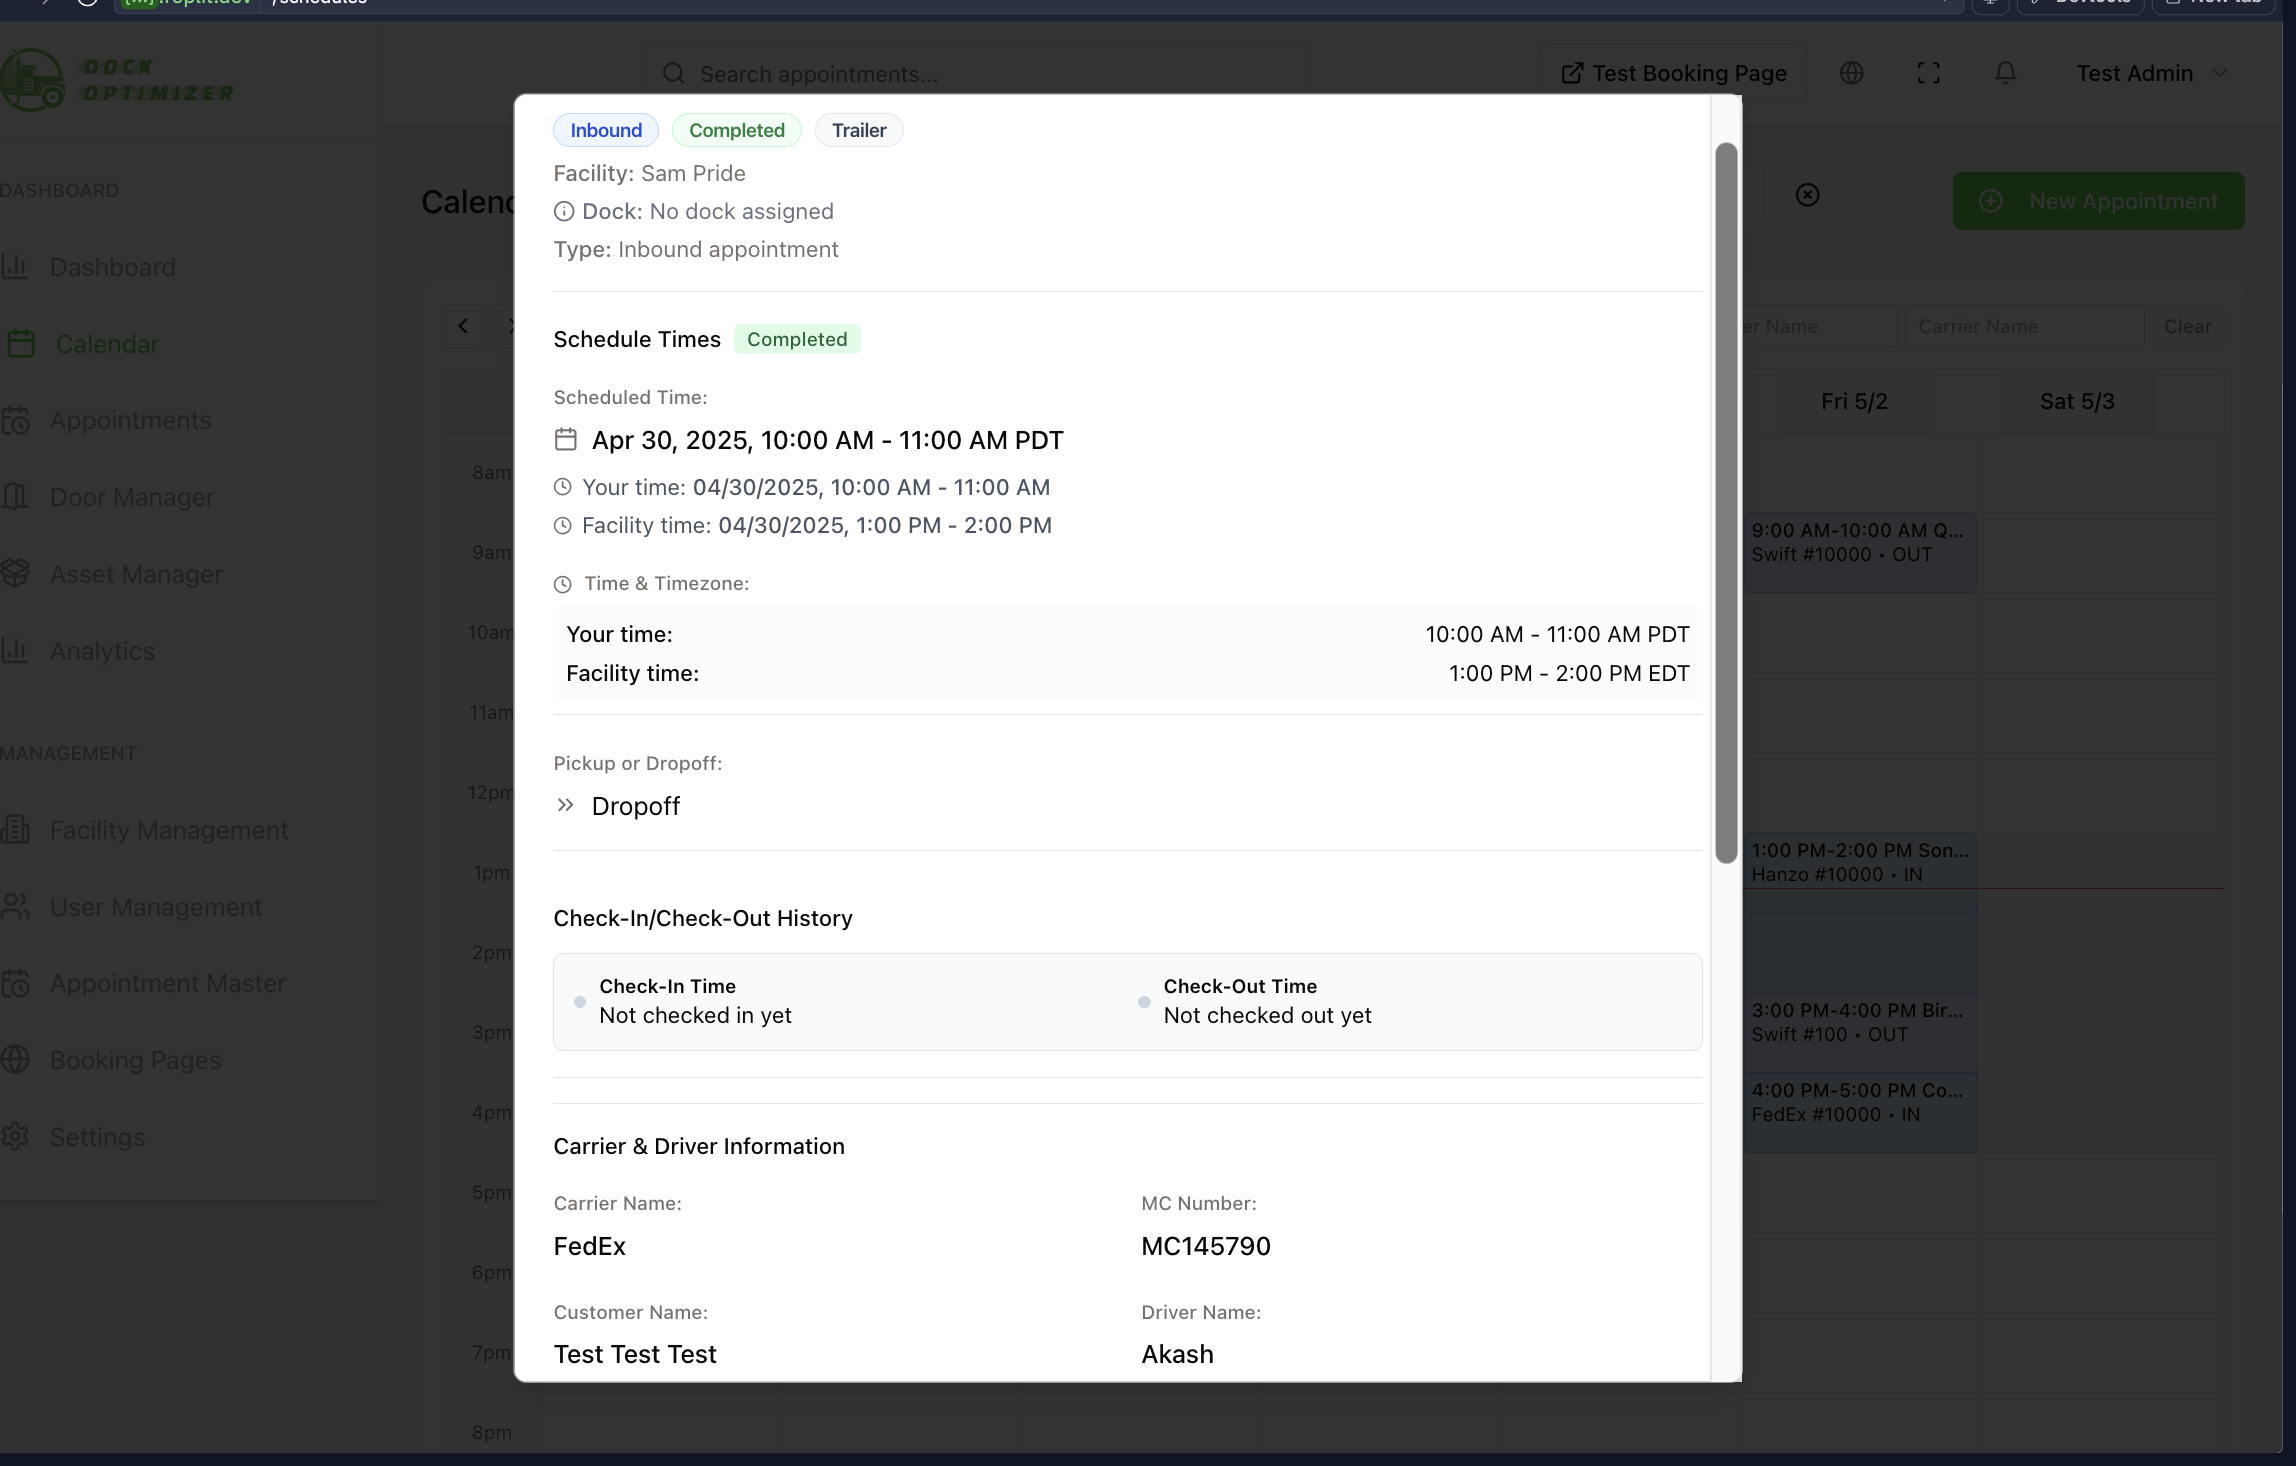 /schedules
DevTools
New tab
DOCK
OPTIMIZER
Search appointments...
Test Booking Page
Test Admin
DASHBOARD
Dashboard
Calendar
Appointments
Door Manager
Asset Manager
Analytics
MANAGEMENT
Facility Management
User Management
Appointment Master
Booking Pages
Settings
New Appointment
Carrier Name
Clear
Fri 5/2
Sat 5/3
8am
9am
10am
11am
12pm
1pm
2pm
3pm
4pm
5pm
6pm
7pm
8pm
9:00 AM-10:00 AM Q...
Swift #10000 • OUT
1:00 PM-2:00 PM Son...
Hanzo #10000 • IN
3:00 PM-4:00 PM Bir...
Swift #100 • OUT
4:00 PM-5:00 PM Co...
FedEx #10000 • IN
Inbound Completed Trailer
Facility: Sam Pride
Dock: No dock assigned
Type: Inbound appointment
Schedule Times Completed
Scheduled Time:
Apr 30, 2025, 10:00 AM - 11:00 AM PDT
Your time: 04/30/2025, 10:00 AM - 11:00 AM
Facility time: 04/30/2025, 1:00 PM - 2:00 PM
Time & Timezone:
Your time: 10:00 AM - 11:00 AM PDT
Facility time: 1:00 PM - 2:00 PM EDT
Pickup or Dropoff:
Dropoff
Check-In/Check-Out History
Check-In Time
Not checked in yet
Check-Out Time
Not checked out yet
Carrier & Driver Information
Carrier Name:
FedEx
MC Number:
MC145790
Customer Name:
Test Test Test
Driver Name:
Akash